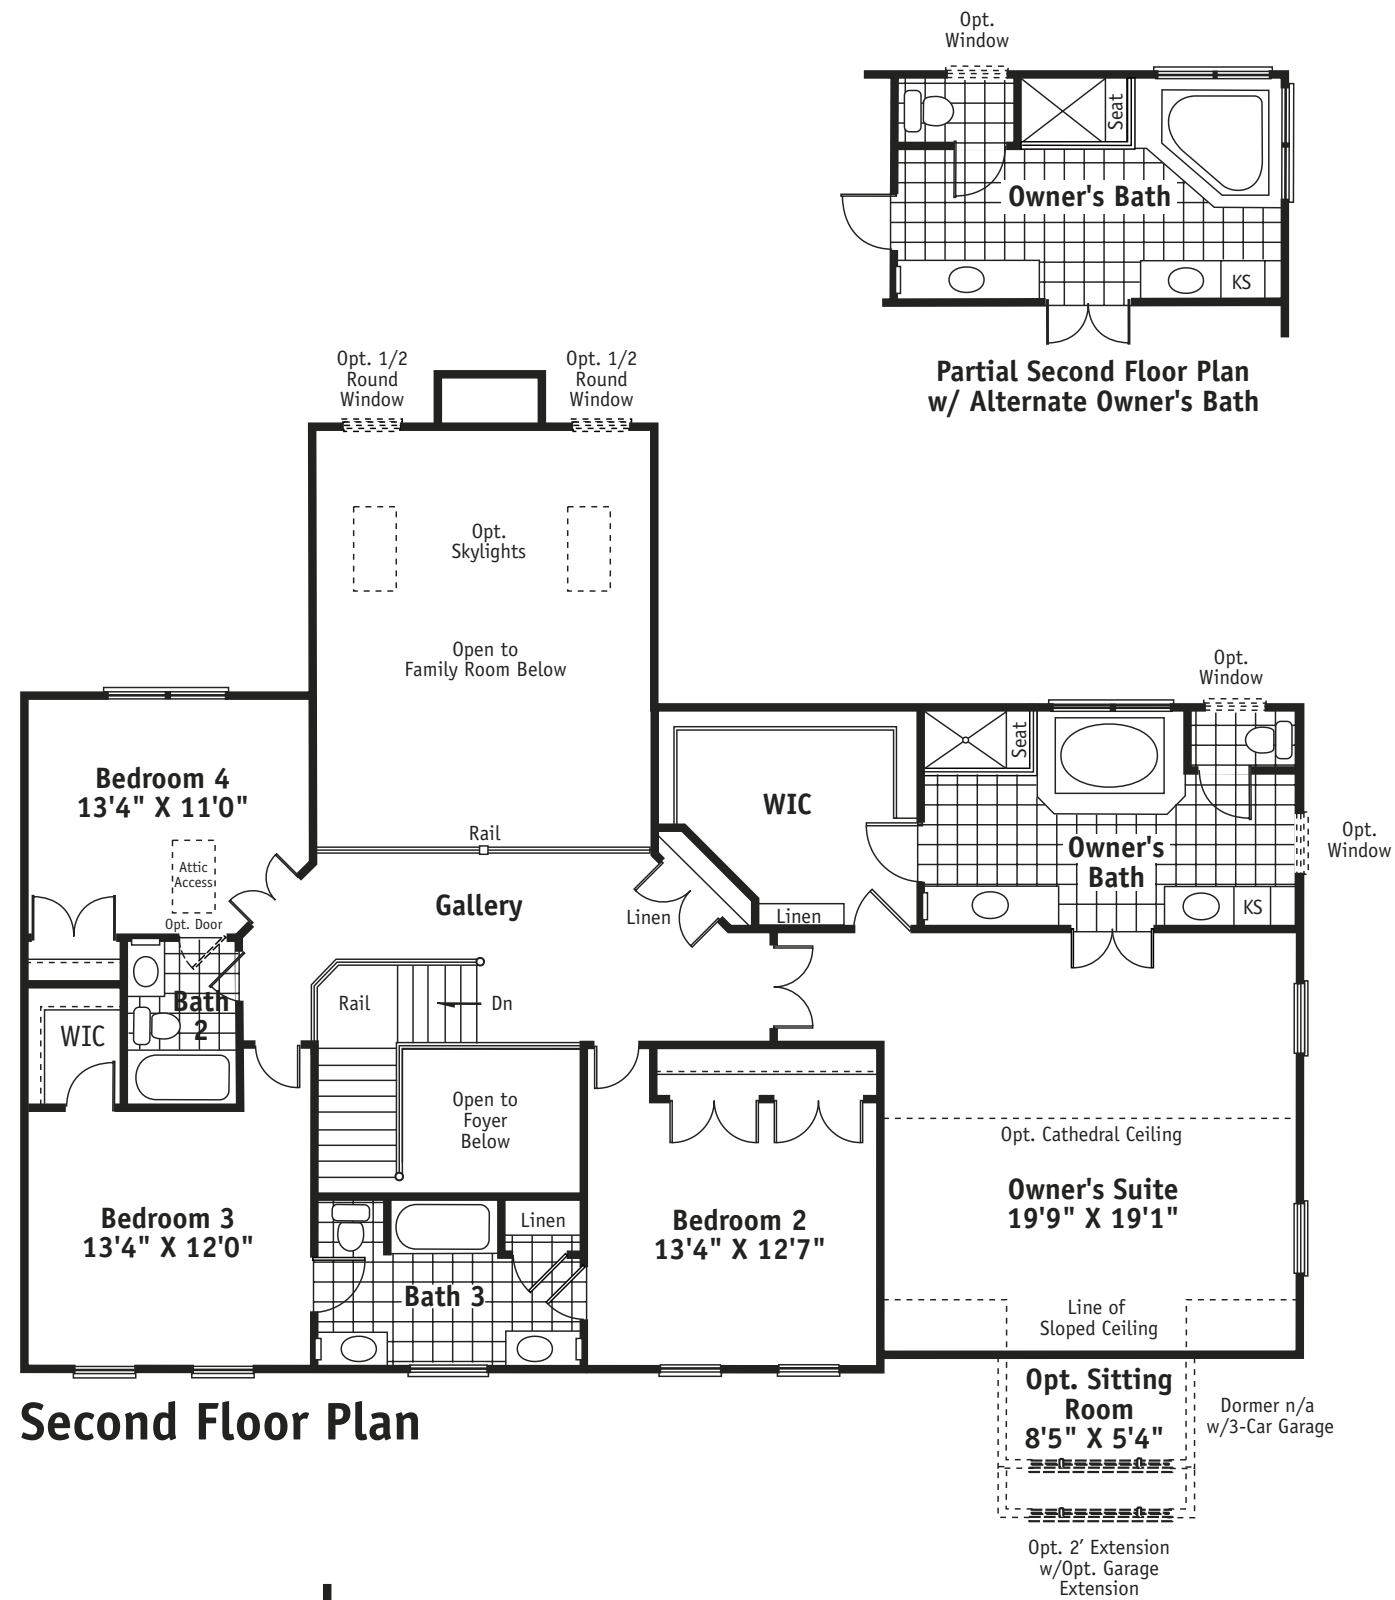 Opt.
Window
Seat
Owner's Bath
KS
Partial Second Floor Plan
w/ Alternate Owner's Bath
Opt. 1/2
Round
Window
Opt. 1/2
Round
Window
Opt.
Skylights
Open to
Family Room Below
Rail
Opt.
Window
Bedroom 4
13'4" X 11'0"
Attic
Access
Opt. Door
WIC
Seat
Owner's
Bath
Opt.
Window
KS
Gallery
Linen
Linen
Bath
2
WIC
Rail
Dn
Open to
Foyer
Below
Opt. Cathedral Ceiling
Owner's Suite
19'9" X 19'1"
Bedroom 3
13'4" X 12'0"
Linen
Bath 3
Bedroom 2
13'4" X 12'7"
Line of
Sloped Ceiling
Opt. Sitting
Room
8'5" X 5'4"
Dormer n/a
w/3-Car Garage
Second Floor Plan
Opt. 2′ Extension
w/Opt. Garage
Extension